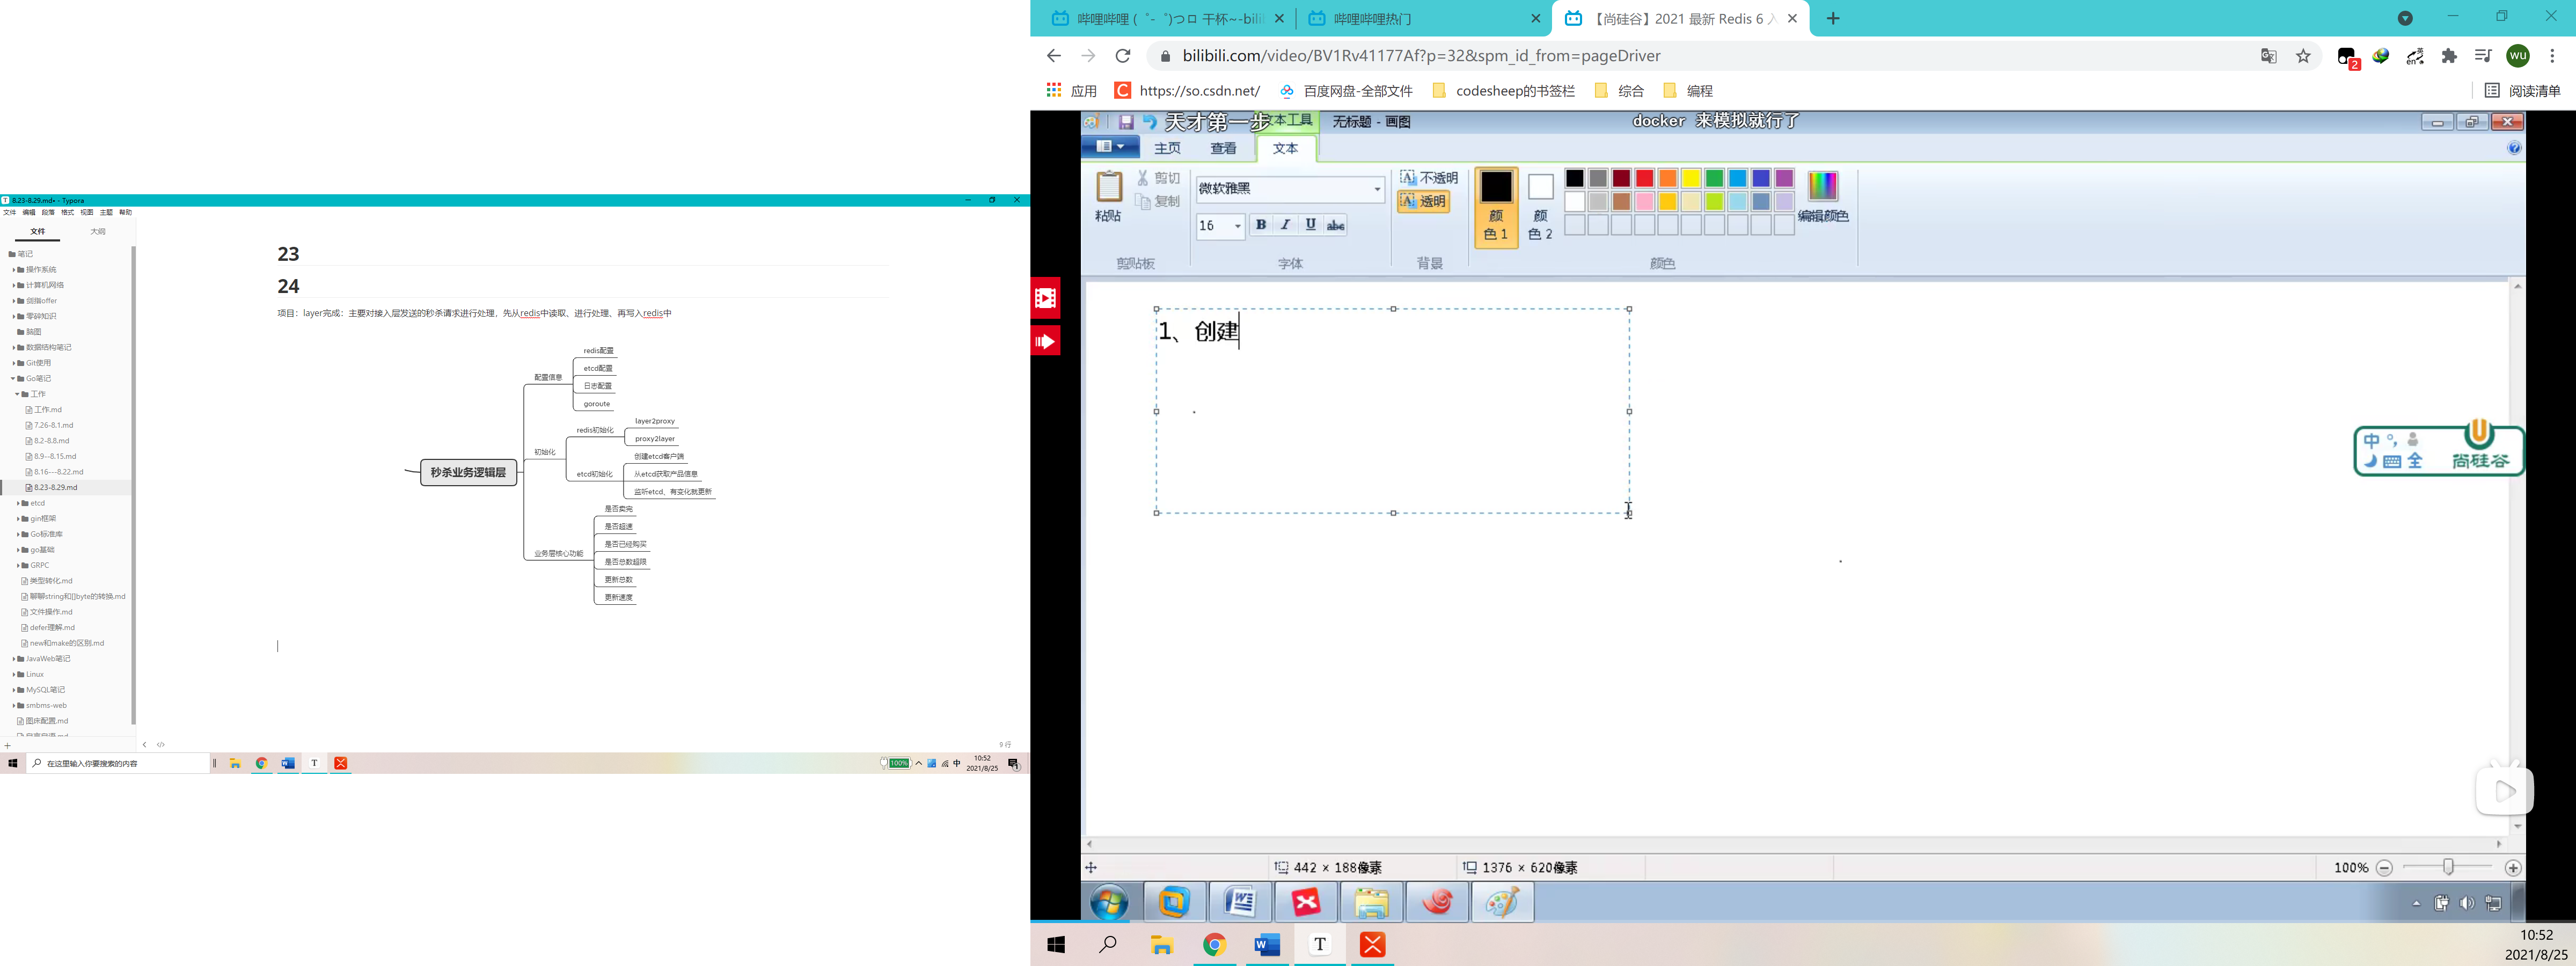 8.23-8.29.md• - Typora
文件 编辑 段落 格式 视图 主题 帮助
文件 大纲
笔记
操作系统
计算机网络
剑指offer
零碎知识
脑图
数据结构笔记
Git使用
Go笔记
工作
工作.md
7.26-8.1.md
8.2-8.8.md
8.9--8.15.md
8.16---8.22.md
8.23-8.29.md
etcd
gin框架
Go标准库
go基础
GRPC
类型转化.md
聊聊string和[]byte的转换.md
文件操作.md
defer理解.md
new和make的区别.md
JavaWeb笔记
Linux
MySQL笔记
smbms-web
图床配置.md
23
24
项目：layer完成：主要对接入层发送的秒杀请求进行处理，先从redis中读取、进行处理、再写入redis中
秒杀业务逻辑层
配置信息
redis配置
etcd配置
日志配置
goroute
初始化
redis初始化
layer2proxy
proxy2layer
etcd初始化
创建etcd客户端
从etcd获取产品信息
监听etcd，有变化就更新
业务层核心功能
是否卖完
是否超速
是否已经购买
是否总数超限
更新总数
更新速度
9 行
在这里输入你要搜索的内容
100%
中
10:52
2021/8/25
哔哩哔哩 (゜-゜)つロ 干杯~-bili
哔哩哔哩热门
【尚硅谷】2021 最新 Redis 6 入
bilibili.com/video/BV1Rv41177Af?p=32&spm_id_from=pageDriver
2
en
wu
应用
https://so.csdn.net/
百度网盘-全部文件
codesheep的书签栏
综合
编程
阅读清单
天才第一步
文本工具
无标题 - 画图
docker 来模拟就行了
主页 查看 文本
粘贴
剪切
复制
剪贴板
微软雅黑
16
B I U abc
字体
不透明
透明
背景
颜色 1
颜色 2
编辑颜色
颜色
1、创建
中
全
尚硅谷
442 × 188像素
1376 × 620像素
100%
10:52
2021/8/25